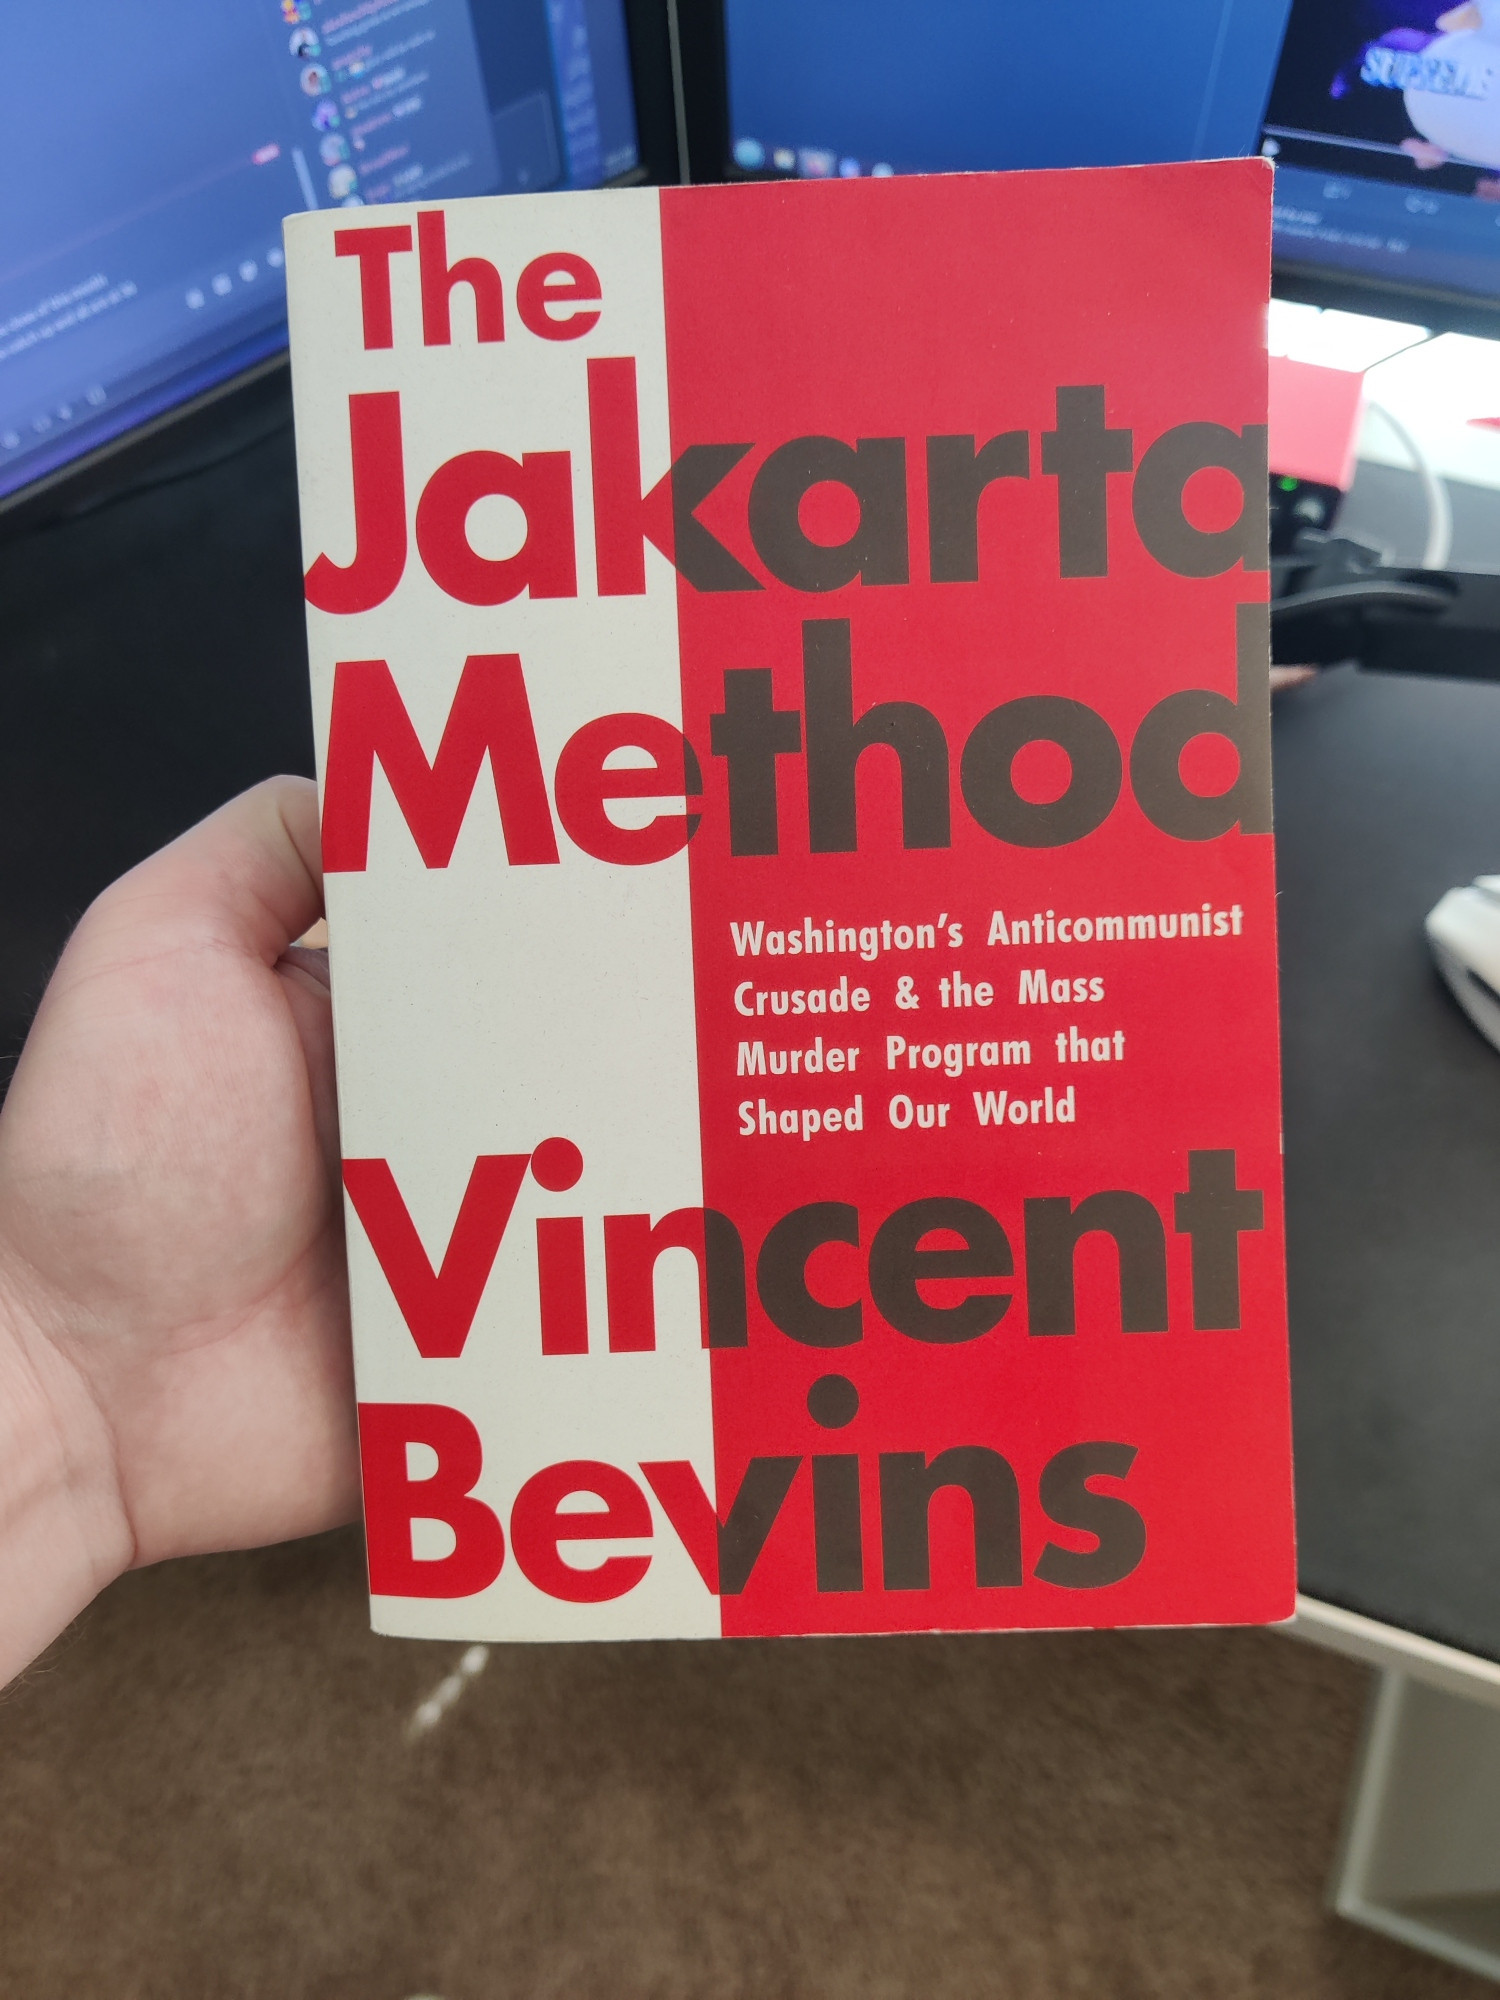 The
Jakarta
Method
Washington's Anticommunist
Crusade & the Mass
Murder Program that
Shaped Our World
Vincent
Bevins